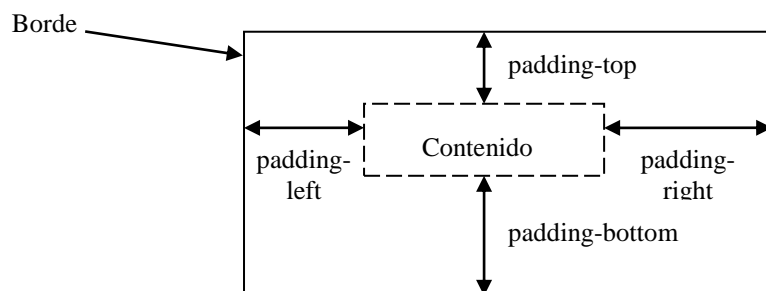 Borde
padding-top
Contenido
padding-
left
padding-
right
padding-bottom